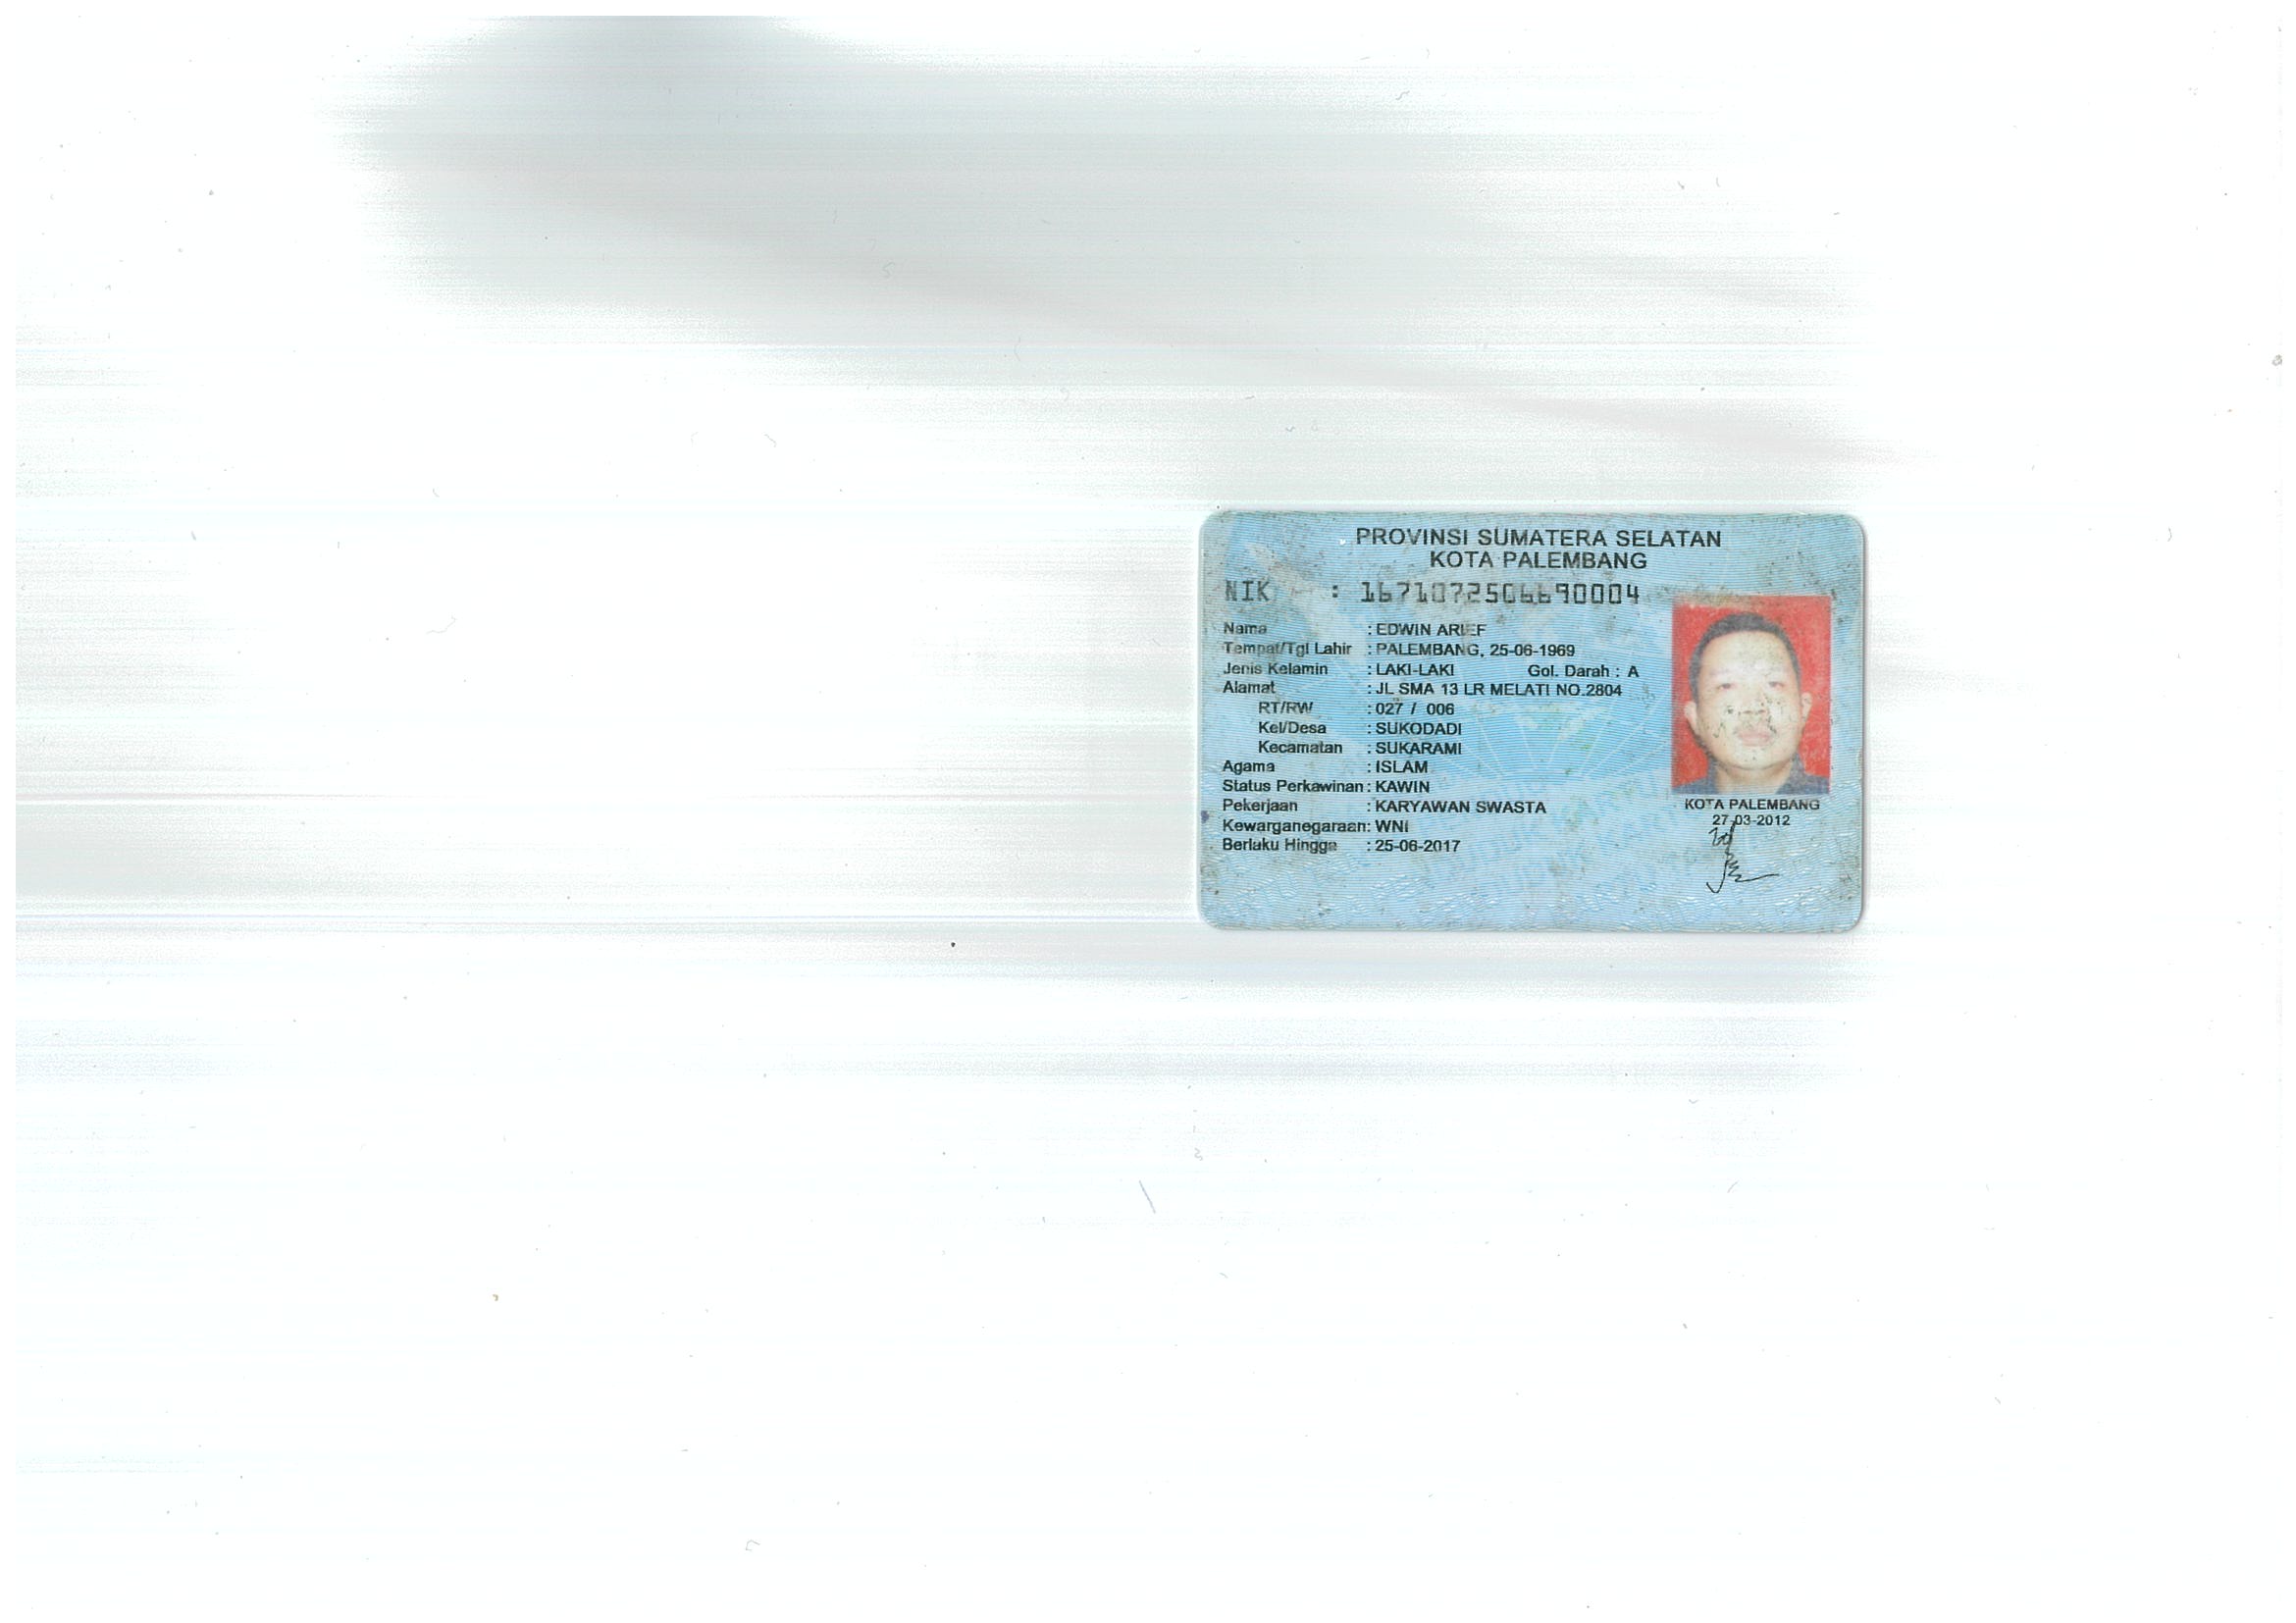 PROVINSI SUMATERA SELATAN
KOTA PALEMBANG
NIK : 1671072506690004
Nama : EDWIN ARIEF
Tempat/Tgl Lahir : PALEMBANG, 25-06-1969
Jenis Kelamin : LAKI-LAKI Gol. Darah : A
Alamat : JL SMA 13 LR MELATI NO.2804
RT/RW : 027 / 006
Kel/Desa : SUKODADI
Kecamatan : SUKARAMI
Agama : ISLAM
Status Perkawinan : KAWIN
Pekerjaan : KARYAWAN SWASTA
Kewarganegaraan: WNI
Berlaku Hingga : 25-06-2017
KOTA PALEMBANG
27-03-2012